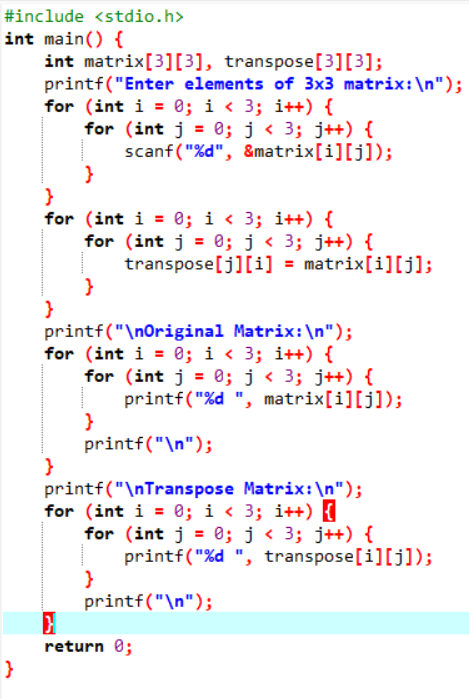 #include <stdio.h>
int main() {
    int matrix[3][3], transpose[3][3];
    printf("Enter elements of 3x3 matrix:\n");
    for (int i = 0; i < 3; i++) {
        for (int j = 0; j < 3; j++) {
            scanf("%d", &matrix[i][j]);
        }
    }
    for (int i = 0; i < 3; i++) {
        for (int j = 0; j < 3; j++) {
            transpose[j][i] = matrix[i][j];
        }
    }
    printf("\nOriginal Matrix:\n");
    for (int i = 0; i < 3; i++) {
        for (int j = 0; j < 3; j++) {
            printf("%d ", matrix[i][j]);
        }
        printf("\n");
    }
    printf("\nTranspose Matrix:\n");
    for (int i = 0; i < 3; i++) {
        for (int j = 0; j < 3; j++) {
            printf("%d ", transpose[i][j]);
        }
        printf("\n");
    }
    return 0;
}